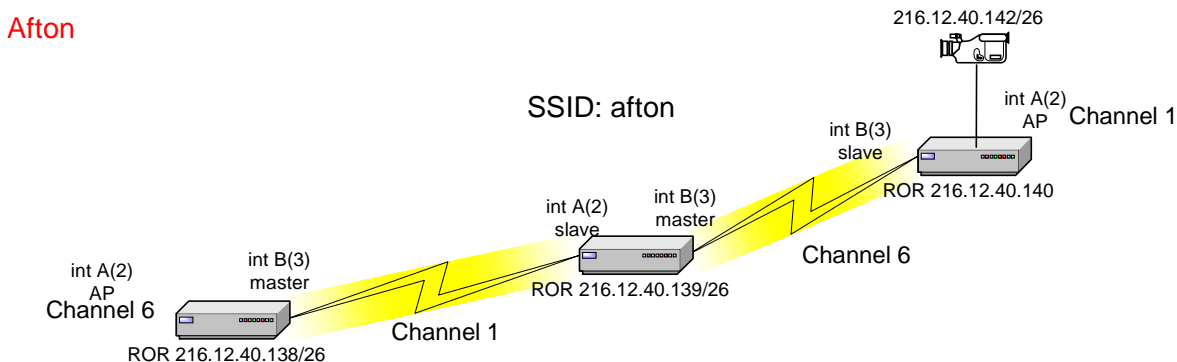 Afton
216.12.40.142/26
SSID: afton
int A(2)
AP
Channel 1
int B(3)
slave
ROR 216.12.40.140
int A(2)
slave
int B(3)
master
Channel 6
ROR 216.12.40.139/26
int A(2)
AP
Channel 6
int B(3)
master
Channel 1
ROR 216.12.40.138/26